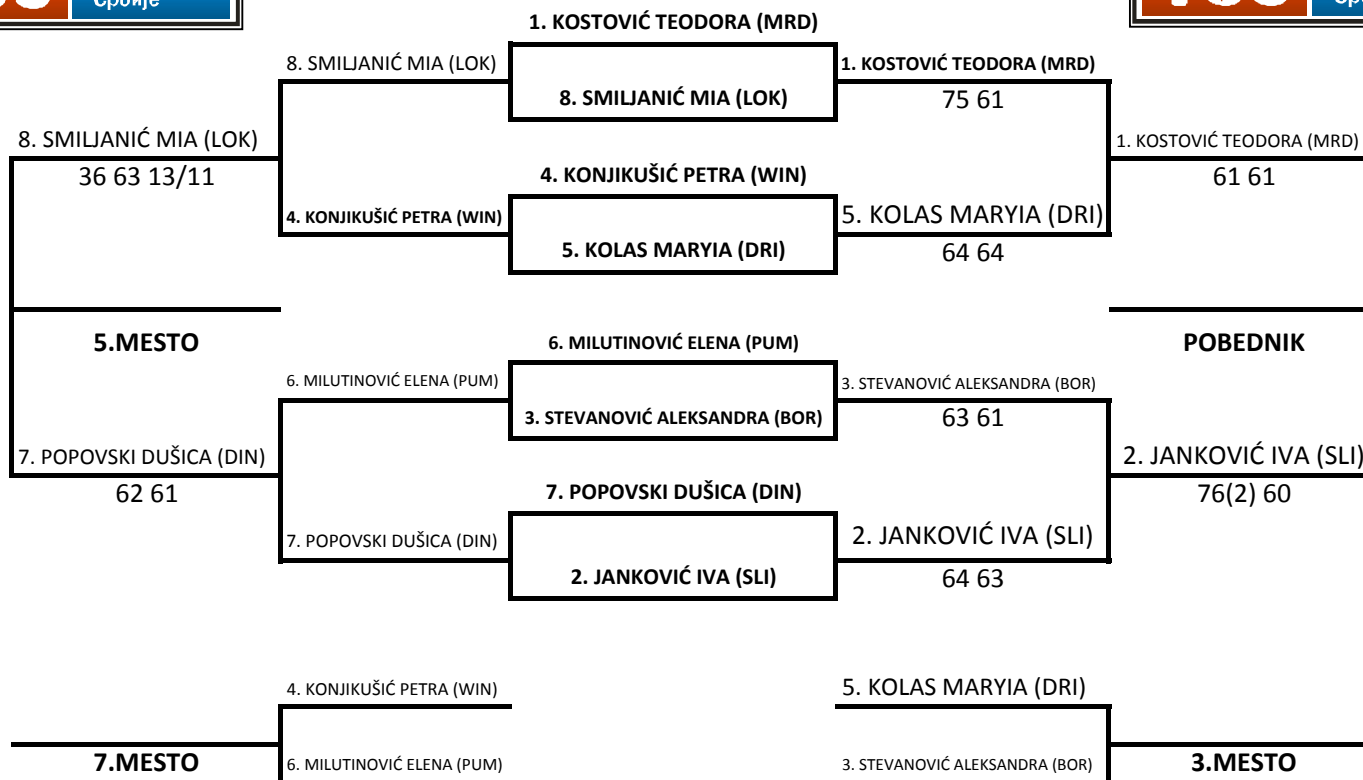 Србије
1. KOSTOVIĆ TEODORA (MRD)
8. SMILJANIĆ MIA (LOK)
1. KOSTOVIĆ TEODORA (MRD)
8. SMILJANIĆ MIA (LOK)
75 61
8. SMILJANIĆ MIA (LOK)
1. KOSTOVIĆ TEODORA (MRD)
36 63 13/11
4. KONJIKUŠIĆ PETRA (WIN)
61 61
4. KONJIKUŠIĆ PETRA (WIN)
5. KOLAS MARYIA (DRI)
5. KOLAS MARYIA (DRI)
64 64
5.MESTO
6. MILUTINOVIĆ ELENA (PUM)
POBEDNIK
6. MILUTINOVIĆ ELENA (PUM)
3. STEVANOVIĆ ALEKSANDRA (BOR)
3. STEVANOVIĆ ALEKSANDRA (BOR)
63 61
7. POPOVSKI DUŠICA (DIN)
2. JANKOVIĆ IVA (SLI)
62 61
7. POPOVSKI DUŠICA (DIN)
76(2) 60
7. POPOVSKI DUŠICA (DIN)
2. JANKOVIĆ IVA (SLI)
2. JANKOVIĆ IVA (SLI)
64 63
4. KONJIKUŠIĆ PETRA (WIN)
5. KOLAS MARYIA (DRI)
7.MESTO
6. MILUTINOVIĆ ELENA (PUM)
3. STEVANOVIĆ ALEKSANDRA (BOR)
3.MESTO